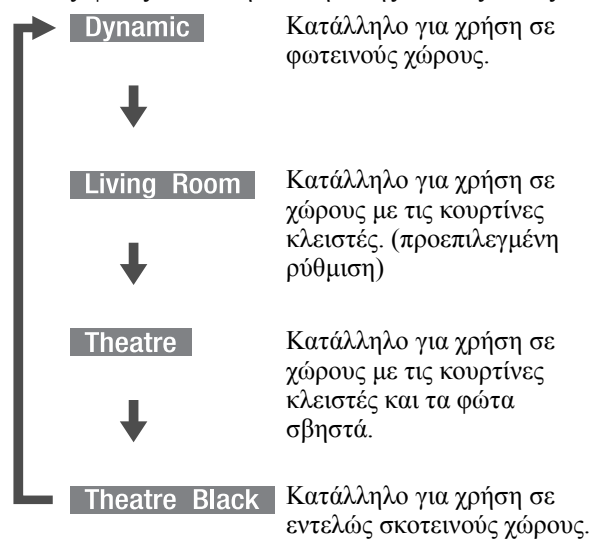 Dynamic
Κατάλληλο για χρήση σε
φωτεινούς χώρους.
Living Room
Κατάλληλο για χρήση σε
χώρους με τις κουρτίνες
κλειστές. (προεπιλεγμένη
ρύθμιση)
Theatre
Κατάλληλο για χρήση σε
χώρους με τις κουρτίνες
κλειστές και τα φώτα
σβηστά.
Theatre Black
Κατάλληλο για χρήση σε
εντελώς σκοτεινούς χώρους.